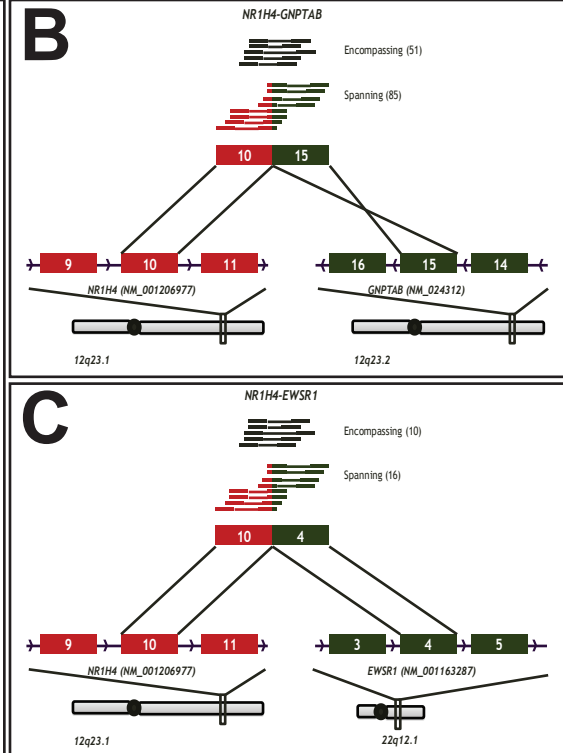 B
NR1H4-GNPTAB
Encompassing (51)
Spanning (85)
10 15
9 10 11 16 15 14
NR1H4 (NM_001206977) GNPTAB (NM_024312)
12q23.1 12q23.2
C
NR1H4-EWSR1
Encompassing (10)
Spanning (16)
10 4
9 10 11 3 4 5
NR1H4 (NM_001206977) EWSR1 (NM_001163287)
12q23.1 22q12.1